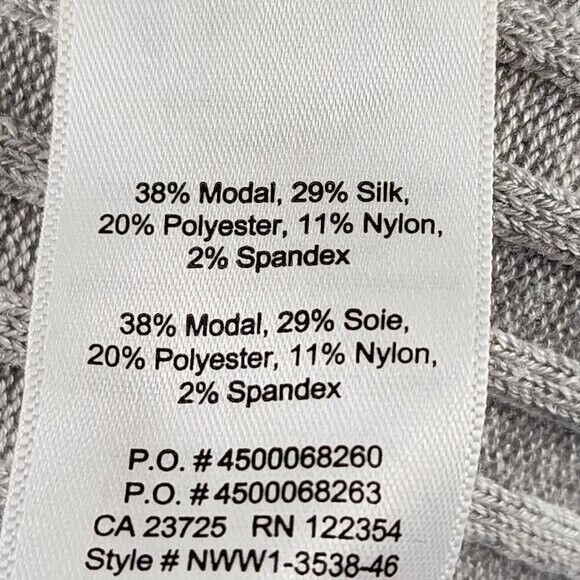 38% Modal, 29% Silk,
20% Polyester, 11% Nylon,
2% Spandex
38% Modal, 29% Soie,
20% Polyester, 11% Nylon,
2% Spandex
P.O. #4500068260
P.O. #4500068263
CA 23725 RN 122354
Style # NWW1-3538-46